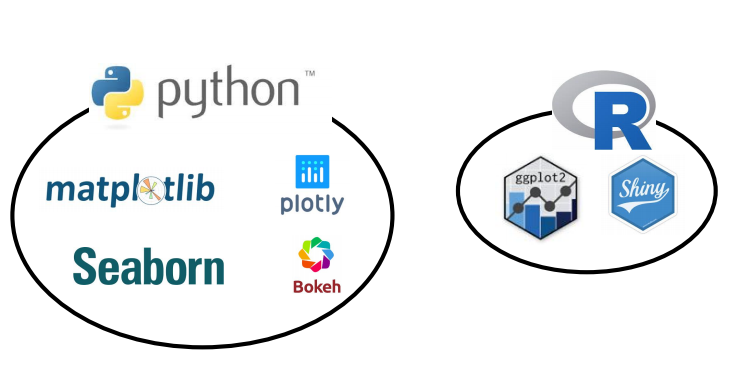 python™
matplotlib
plotly
Seaborn
Bokeh
R
ggplot2
Shiny